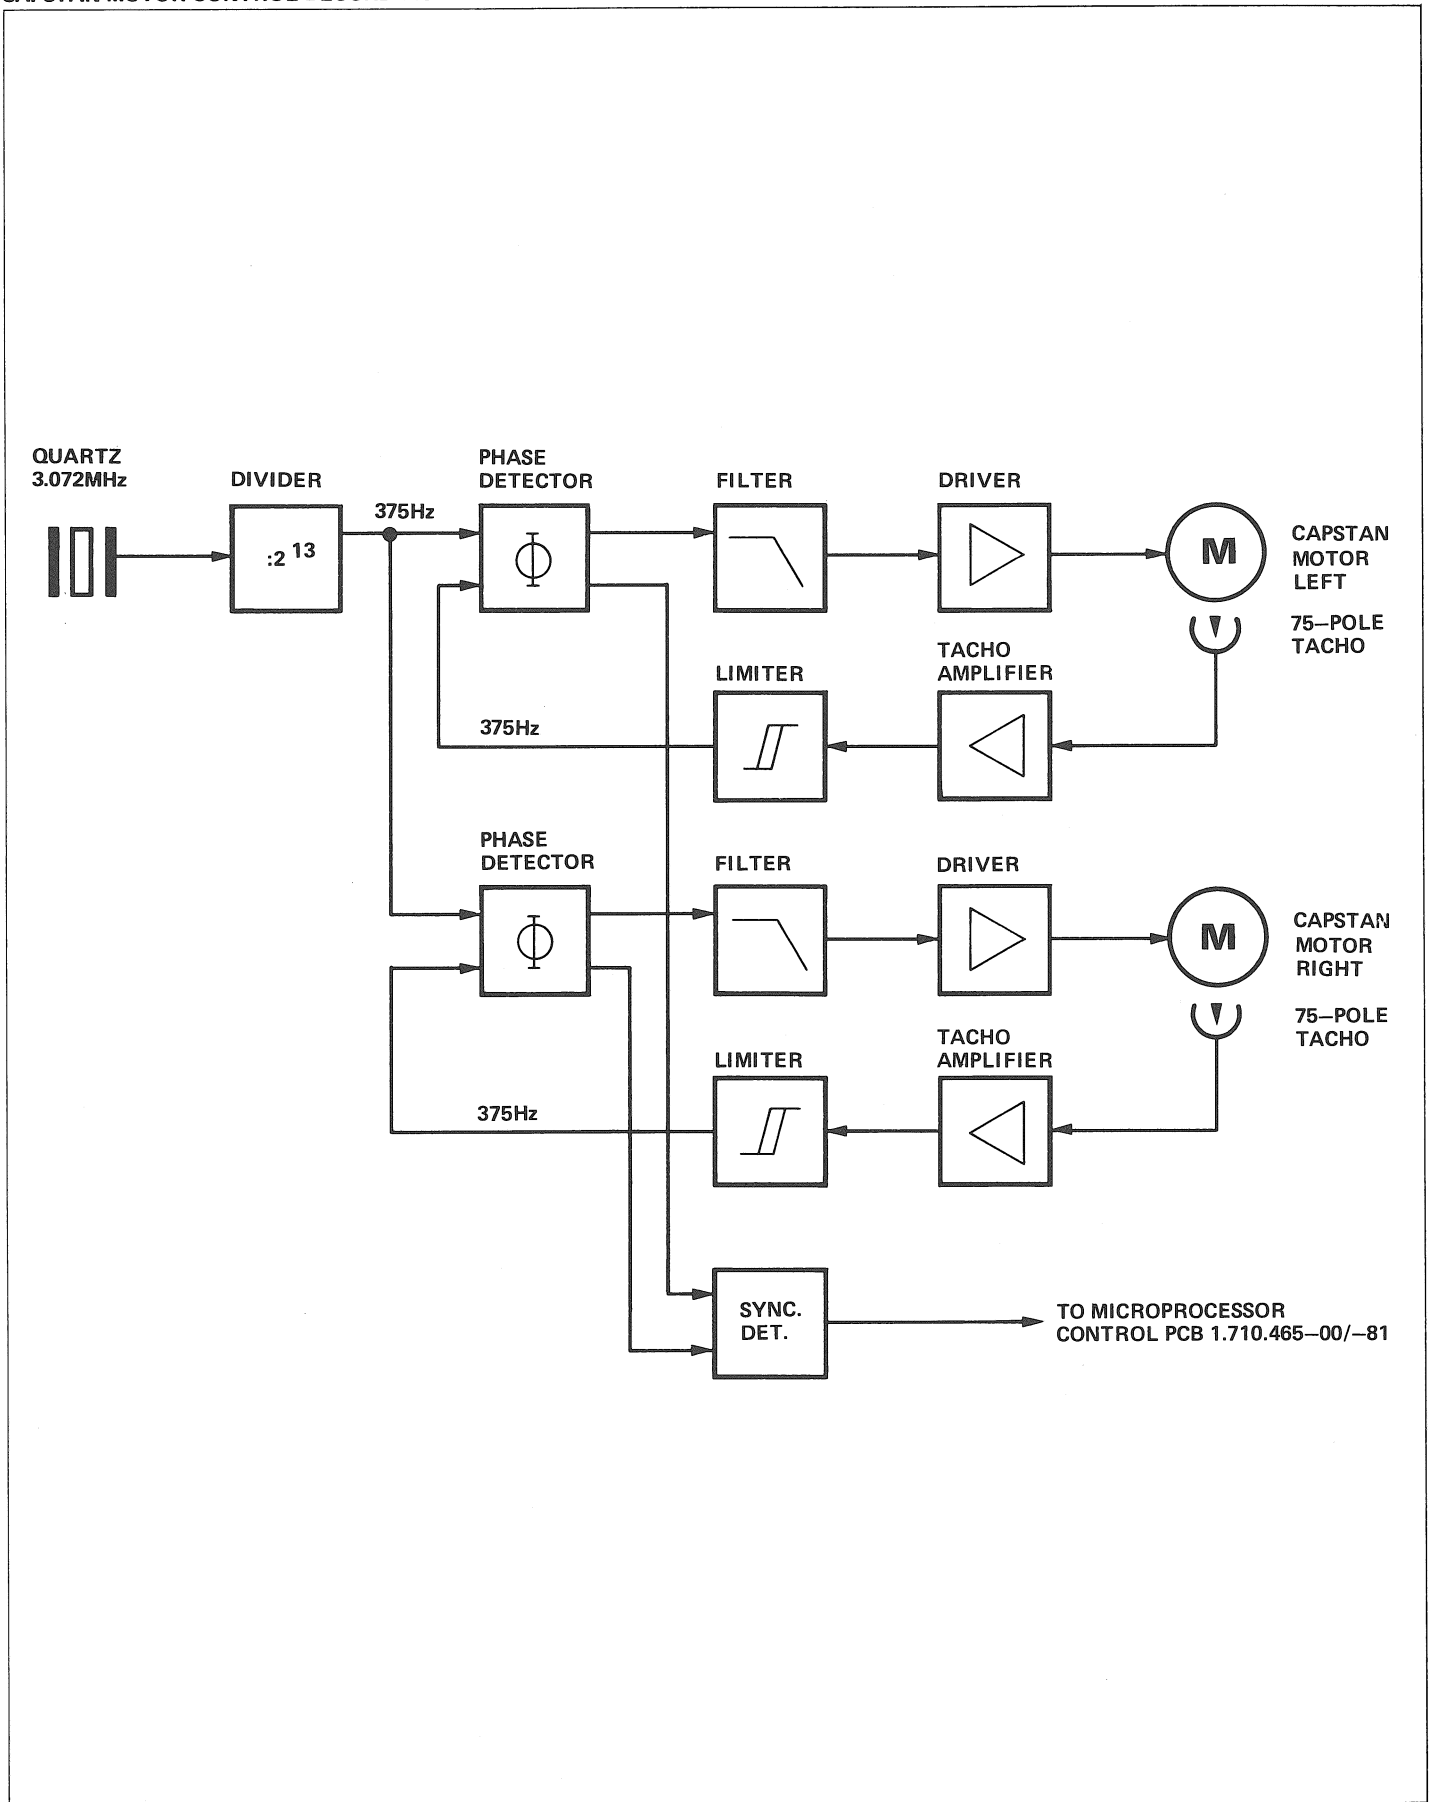 QUARTZ
3.072MHz
DIVIDER
:2 13
375Hz
PHASE
DETECTOR
FILTER
DRIVER
M
CAPSTAN
MOTOR
LEFT
75–POLE
TACHO
TACHO
AMPLIFIER
LIMITER
375Hz
PHASE
DETECTOR
FILTER
DRIVER
M
CAPSTAN
MOTOR
RIGHT
75–POLE
TACHO
TACHO
AMPLIFIER
LIMITER
375Hz
SYNC.
DET.
TO MICROPROCESSOR
CONTROL PCB 1.710.465–00/–81